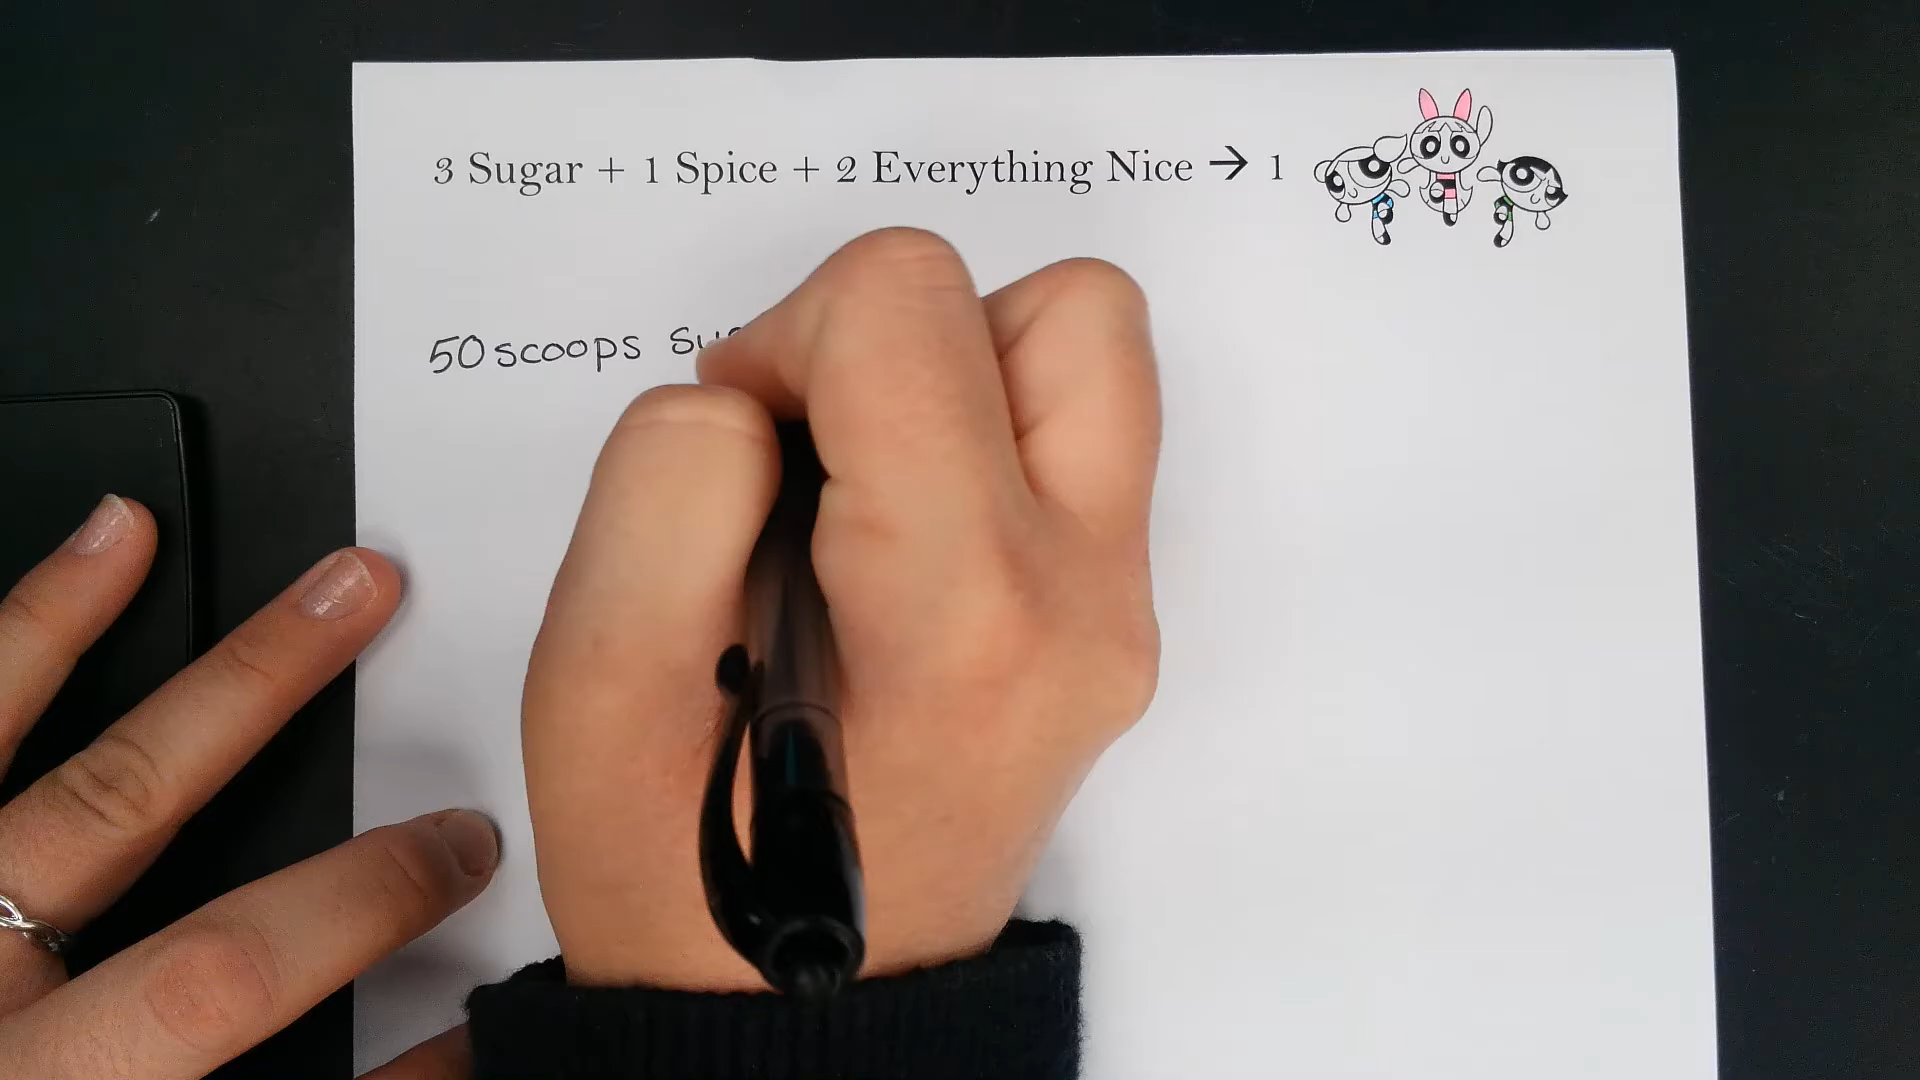 3 Sugar + 1 Spice + 2 Everything Nice → 1
50 scoops